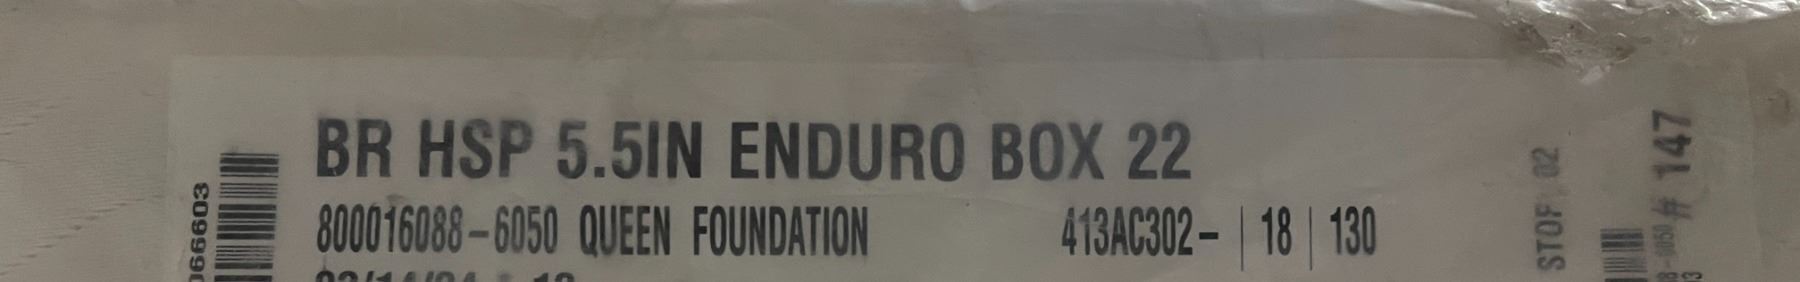 BR HSP 5.5IN ENDURO BOX 22
800016088-6050 QUEEN FOUNDATION 413AC302- | 18 | 130
STOF 02
# 147